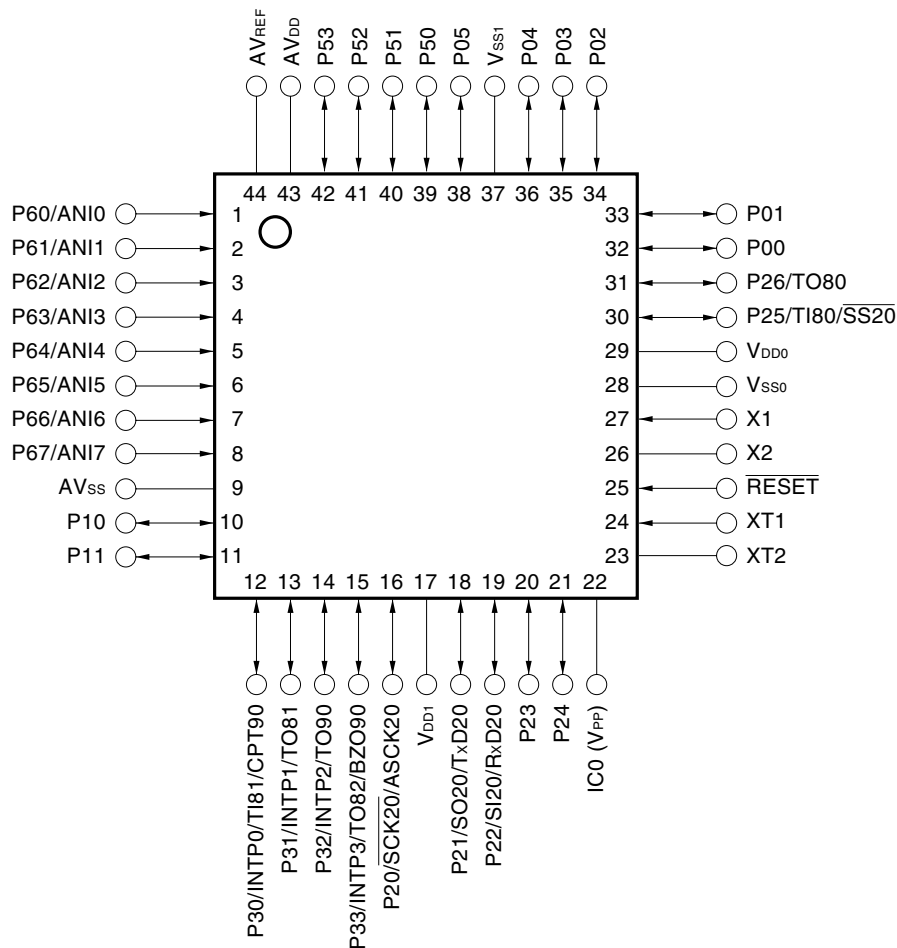 AVREF
AVDD
P53
P52
P51
P50
P05
VSS1
P04
P03
P02
44 43 42 41 40 39 38 37 36 35 34
P60/ANI0 1
P61/ANI1 2
P62/ANI2 3
P63/ANI3 4
P64/ANI4 5
P65/ANI5 6
P66/ANI6 7
P67/ANI7 8
AVSS 9
P10 10
P11 11
33 P01
32 P00
31 P26/TO80
30 P25/TI80/SS20
29 VDD0
28 VSS0
27 X1
26 X2
25 RESET
24 XT1
23 XT2
12 13 14 15 16 17 18 19 20 21 22
P30/INTP0/TI81/CPT90
P31/INTP1/TO81
P32/INTP2/TO90
P33/INTP3/TO82/BZO90
P20/SCK20/ASCK20
VDD1
P21/SO20/TxD20
P22/SI20/RxD20
P23
P24
IC0 (VPP)